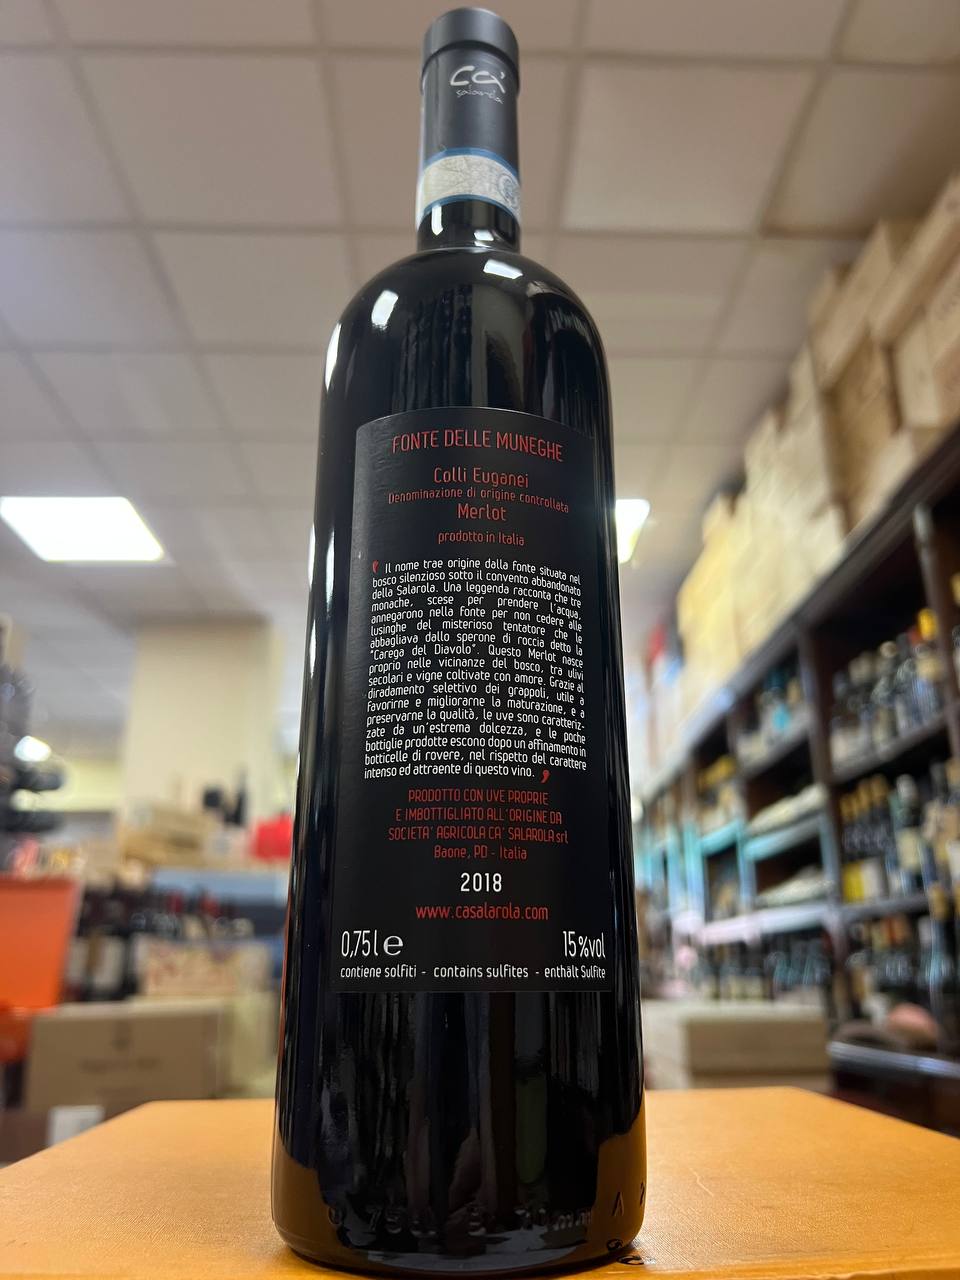 cà
salarola
FONTE DELLE MUNEGHE
Colli Euganei
Denominazione di origine controllata
Merlot
prodotto in Italia
❜ Il nome trae origine dalla fonte situata nel
bosco silenzioso sotto il convento abbandonato
della Salarola. Una leggenda racconta che tre
monache, scese per prendere l'acqua,
annegarono nella fonte per non cedere alle
lusinghe del misterioso tentatore che le
abbagliava dallo sperone di roccia detto la
"Carega del Diavolo". Questo Merlot nasce
proprio nelle vicinanze del bosco, tra ulivi
secolari e vigne coltivate con amore. Grazie al
diradamento selettivo dei grappoli, utile a
favorirne e migliorarne la maturazione, e a
preservarne la qualità, le uve sono caratteriz-
zate da un'estrema dolcezza, e le poche
bottiglie prodotte escono dopo un affinamento in
botticelle di rovere, nel rispetto del carattere
intenso ed attraente di questo vino. ❜
PRODOTTO CON UVE PROPRIE
E IMBOTTIGLIATO ALL'ORIGINE DA
SOCIETA' AGRICOLA CA' SALAROLA srl
Baone, PD - Italia
2018
www.casalarola.com
0,75l e 15%vol
contiene solfiti - contains sulfites - enthält Sulfite